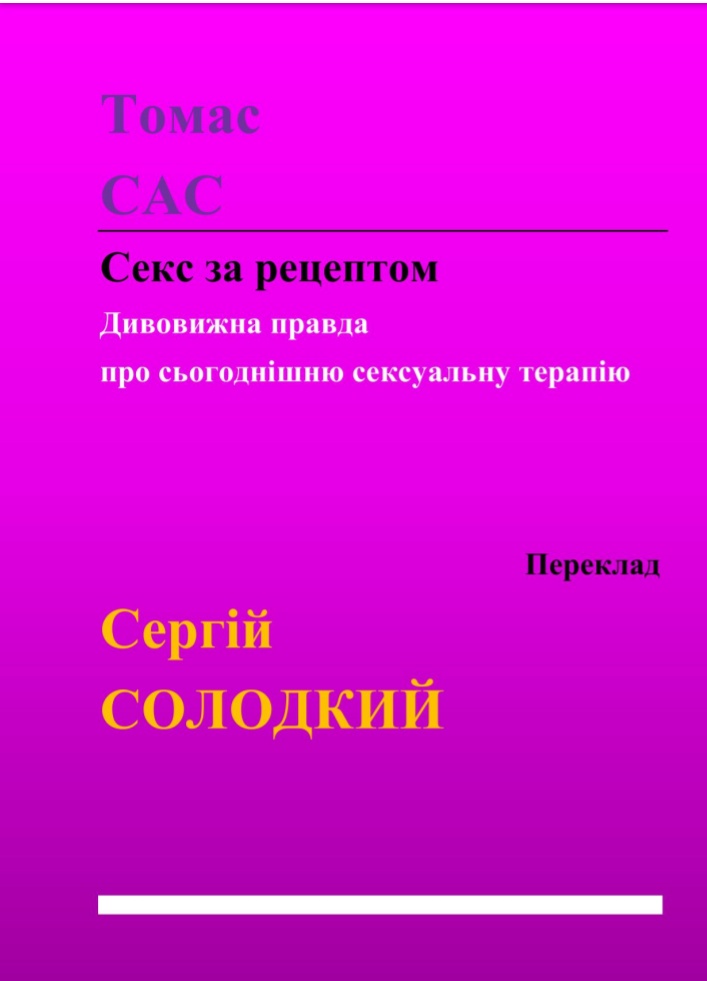 Томас
САС
Секс за рецептом
Дивовижна правда
про сьогоднішню сексуальну терапію
Переклад
Сергій
СОЛОДКИЙ